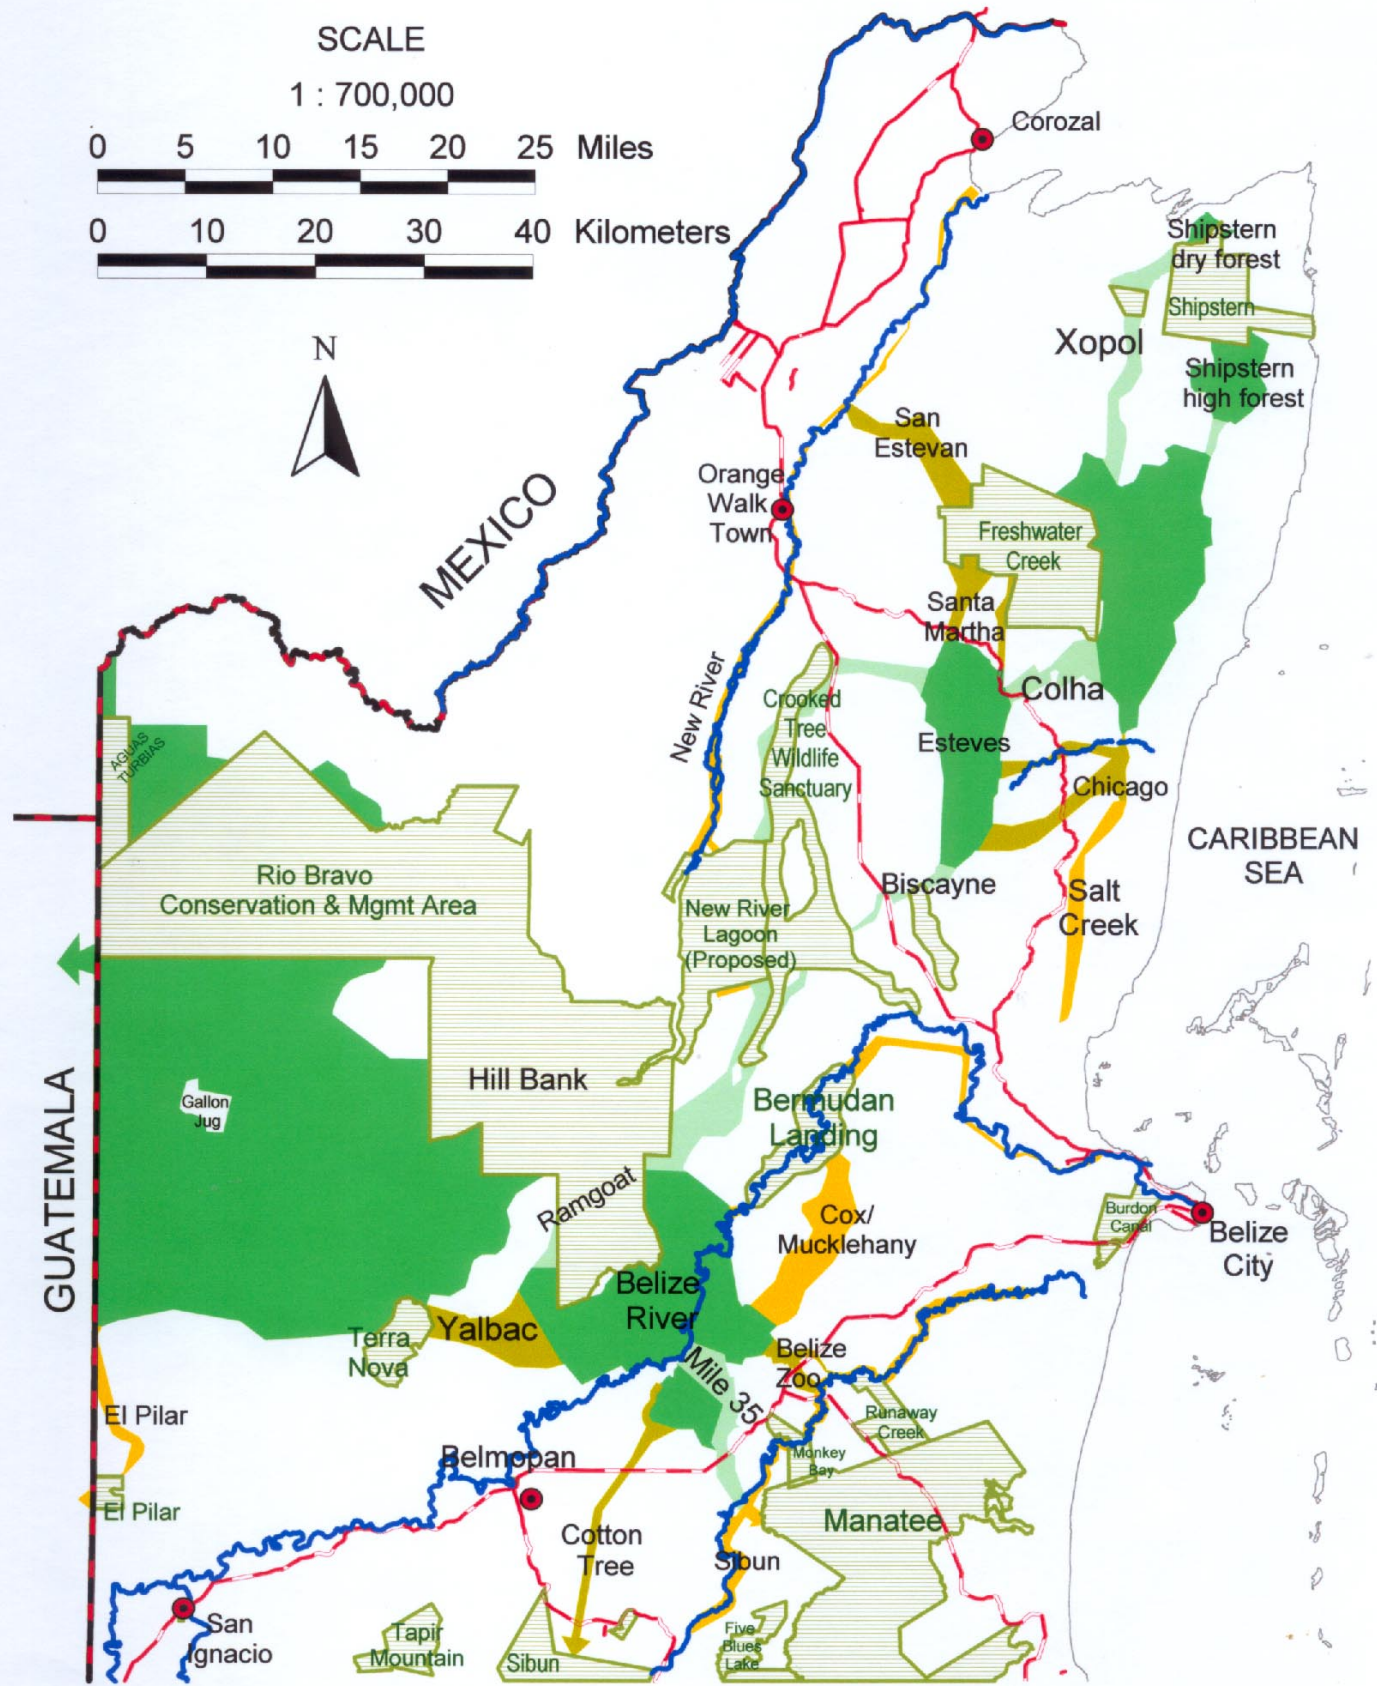 SCALE
1 : 700,000
0 5 10 15 20 25 Miles
0 10 20 30 40 Kilometers
N
Corozal
Shipstern
dry forest
Shipstern
Xopol
Shipstern
high forest
San
Estevan
Orange
Walk
Town
MEXICO
Freshwater
Creek
Santa
Martha
New River
Crooked
Tree
Wildlife
Sanctuary
Colha
Esteves
Chicago
AGUAS
TURBIAS
CARIBBEAN
SEA
Rio Bravo
Conservation & Mgmt Area
Biscayne
Salt
Creek
New River
Lagoon
(Proposed)
Hill Bank
Gallon
Jug
GUATEMALA
Bermudan
Landing
Ramgoat
Cox/
Mucklehany
Burdon
Canal
Belize
City
Belize
River
Terra
Nova
Yalbac
Belize
Zoo
Mile 35
El Pilar
Runaway
Creek
Belmopan
Monkey
Bay
El Pilar
Manatee
Cotton
Tree
Sibun
San
Ignacio
Tapir
Mountain
Sibun
Five
Blues
Lake